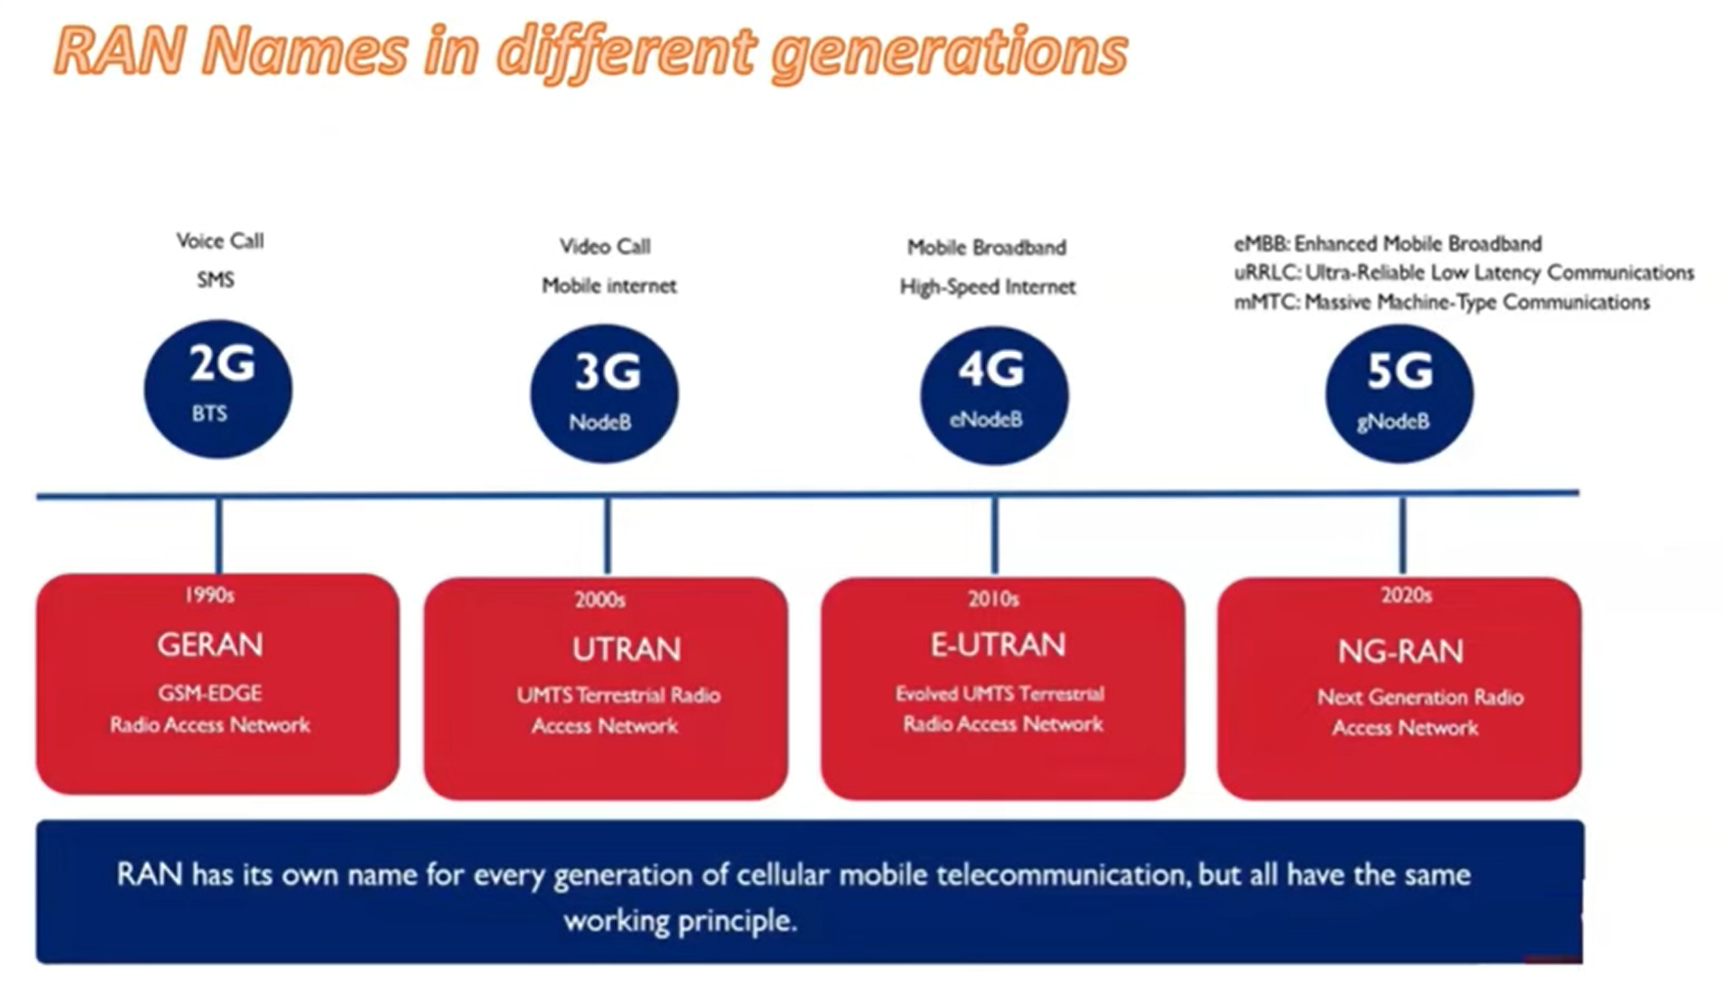 RAN Names in different generations
Voice Call
SMS
2G
BTS
Video Call
Mobile internet
3G
NodeB
Mobile Broadband
High-Speed Internet
4G
eNodeB
eMBB: Enhanced Mobile Broadband
uRRLC: Ultra-Reliable Low Latency Communications
mMTC: Massive Machine-Type Communications
5G
gNodeB
1990s
GERAN
GSM-EDGE
Radio Access Network
2000s
UTRAN
UMTS Terrestrial Radio
Access Network
2010s
E-UTRAN
Evolved UMTS Terrestrial
Radio Access Network
2020s
NG-RAN
Next Generation Radio
Access Network
RAN has its own name for every generation of cellular mobile telecommunication, but all have the same
working principle.